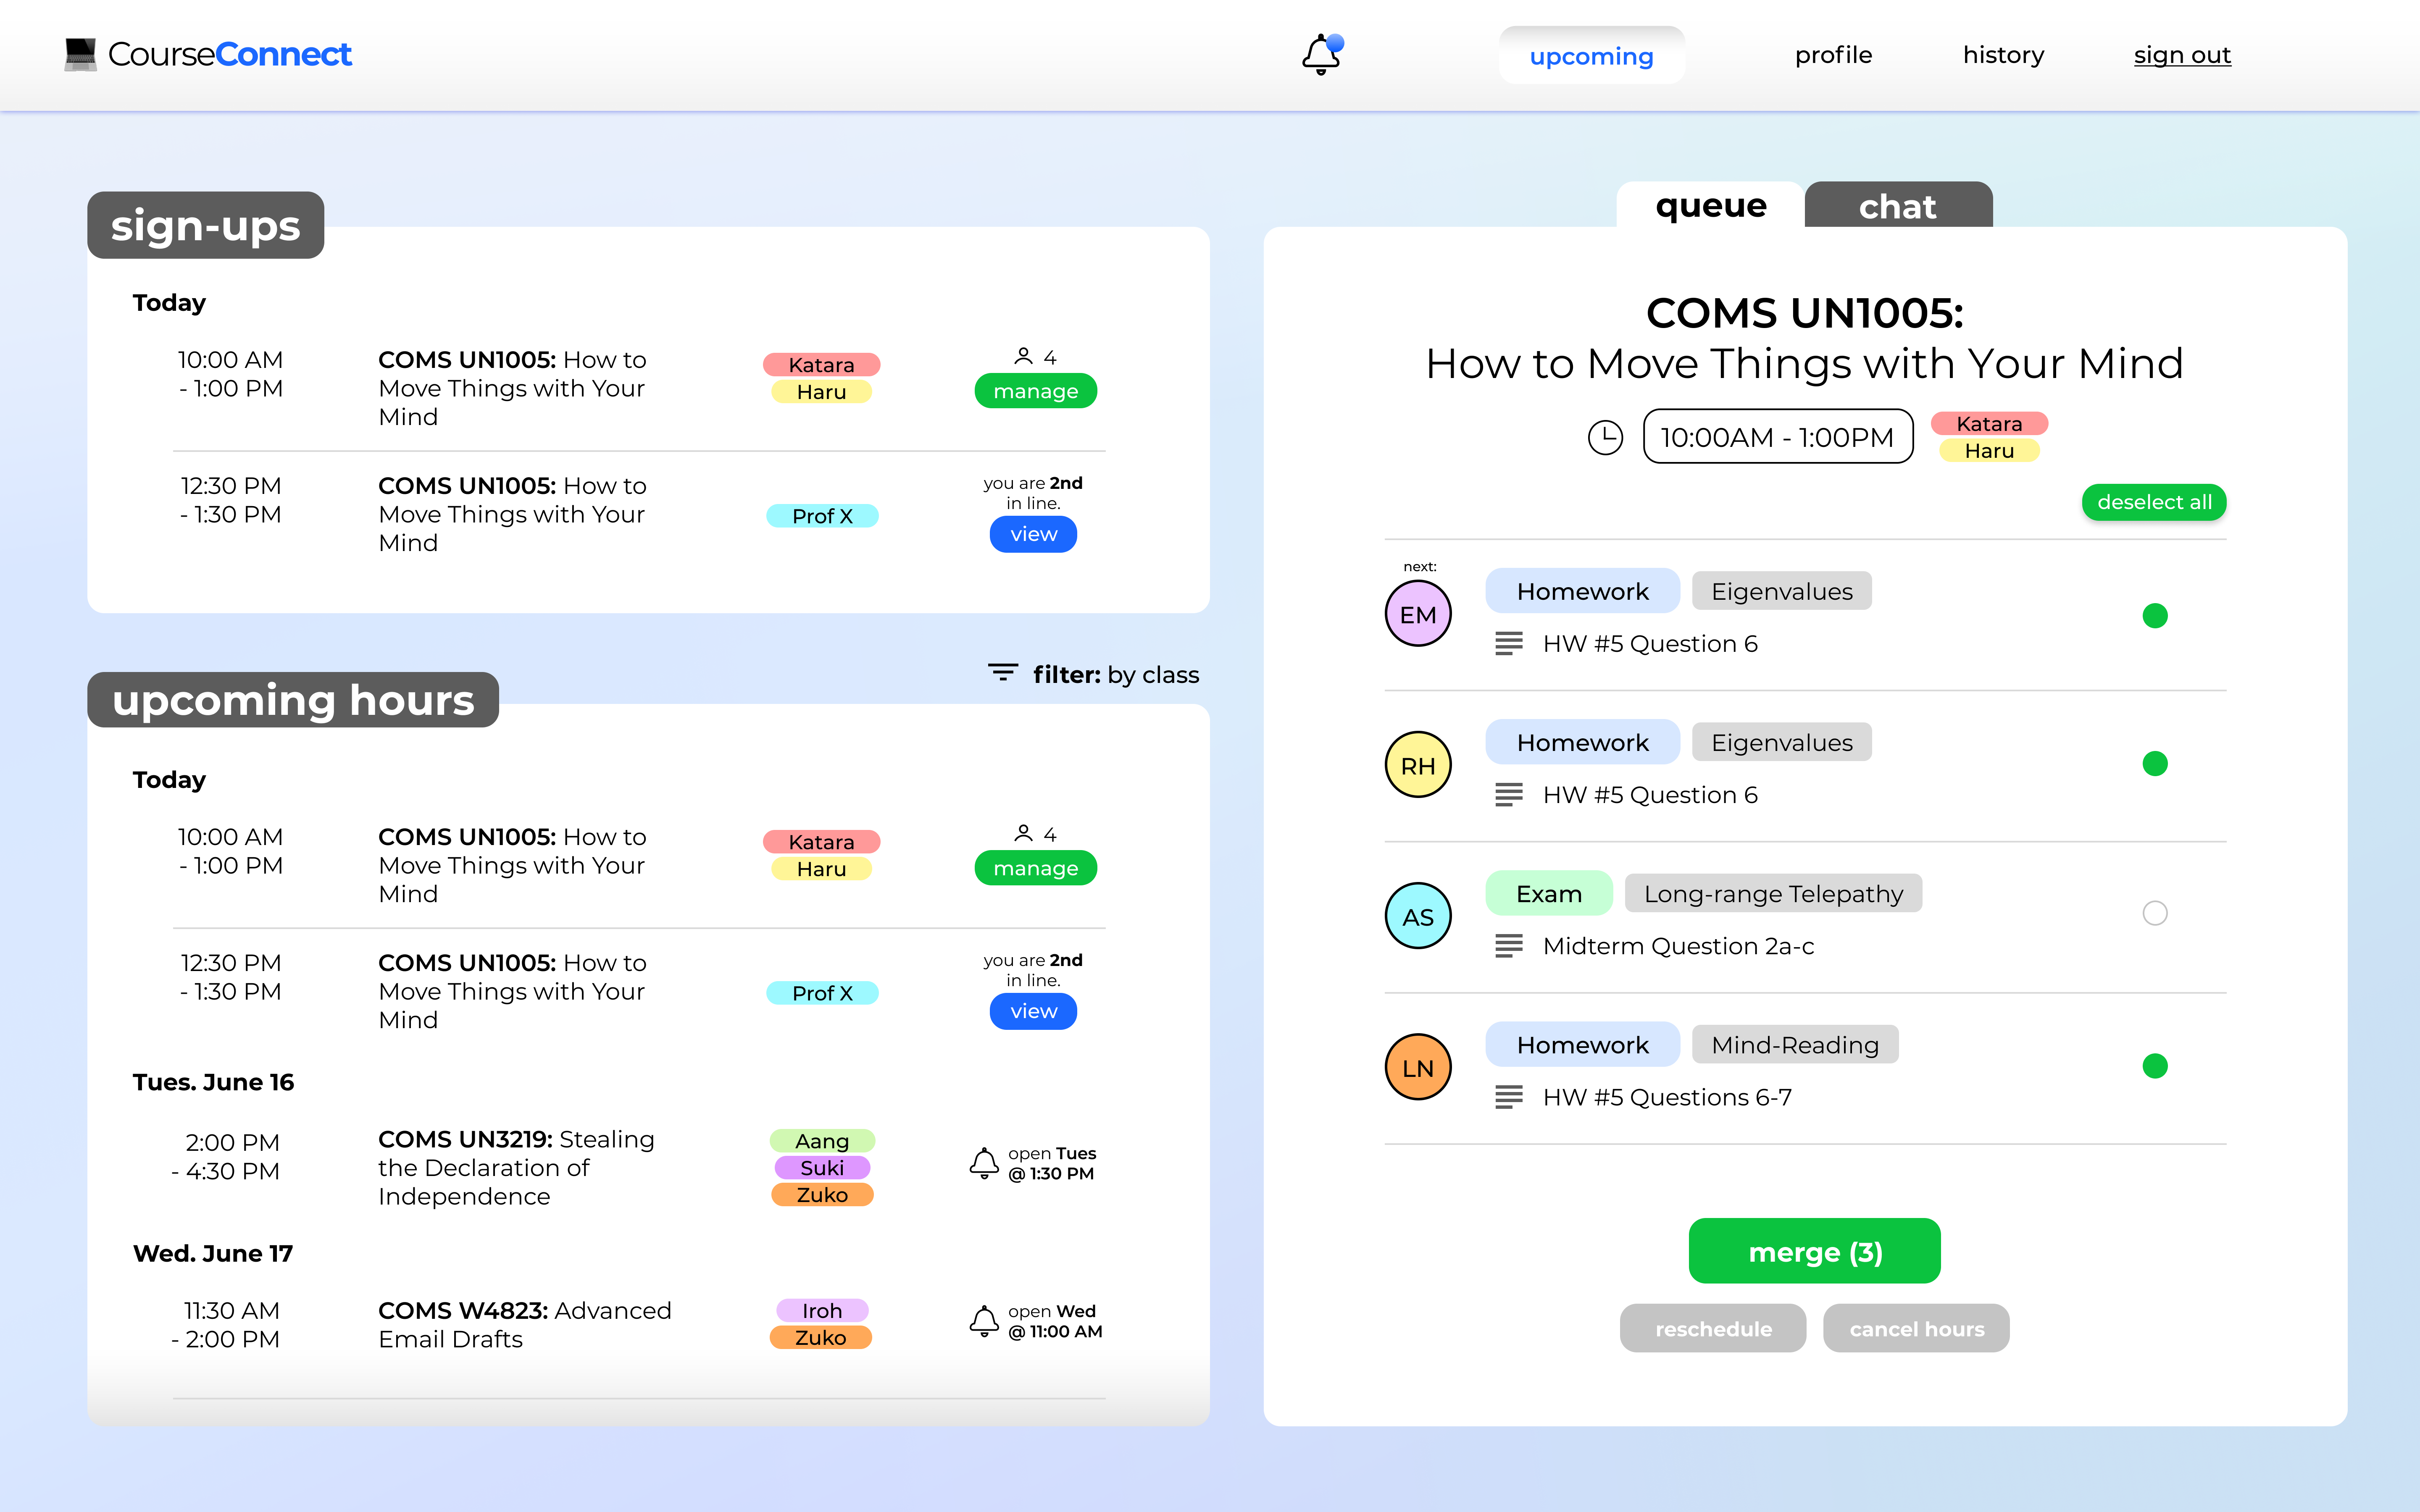 CourseConnect
upcoming
profile
history
sign out
sign-ups
Today
10:00 AM
- 1:00 PM
COMS UN1005: How to
Move Things with Your
Mind
Katara
Haru
4
manage
12:30 PM
- 1:30 PM
COMS UN1005: How to
Move Things with Your
Mind
Prof X
you are 2nd
in line.
view
filter: by class
upcoming hours
Today
10:00 AM
- 1:00 PM
COMS UN1005: How to
Move Things with Your
Mind
Katara
Haru
4
manage
12:30 PM
- 1:30 PM
COMS UN1005: How to
Move Things with Your
Mind
Prof X
you are 2nd
in line.
view
Tues. June 16
2:00 PM
- 4:30 PM
COMS UN3219: Stealing
the Declaration of
Independence
Aang
Suki
Zuko
open Tues
@ 1:30 PM
Wed. June 17
11:30 AM
- 2:00 PM
COMS W4823: Advanced
Email Drafts
Iroh
Zuko
open Wed
@ 11:00 AM
queue
chat
COMS UN1005:
How to Move Things with Your Mind
10:00AM - 1:00PM
Katara
Haru
deselect all
next:
EM
Homework
Eigenvalues
HW #5 Question 6
RH
Homework
Eigenvalues
HW #5 Question 6
AS
Exam
Long-range Telepathy
Midterm Question 2a-c
LN
Homework
Mind-Reading
HW #5 Questions 6-7
merge (3)
reschedule
cancel hours